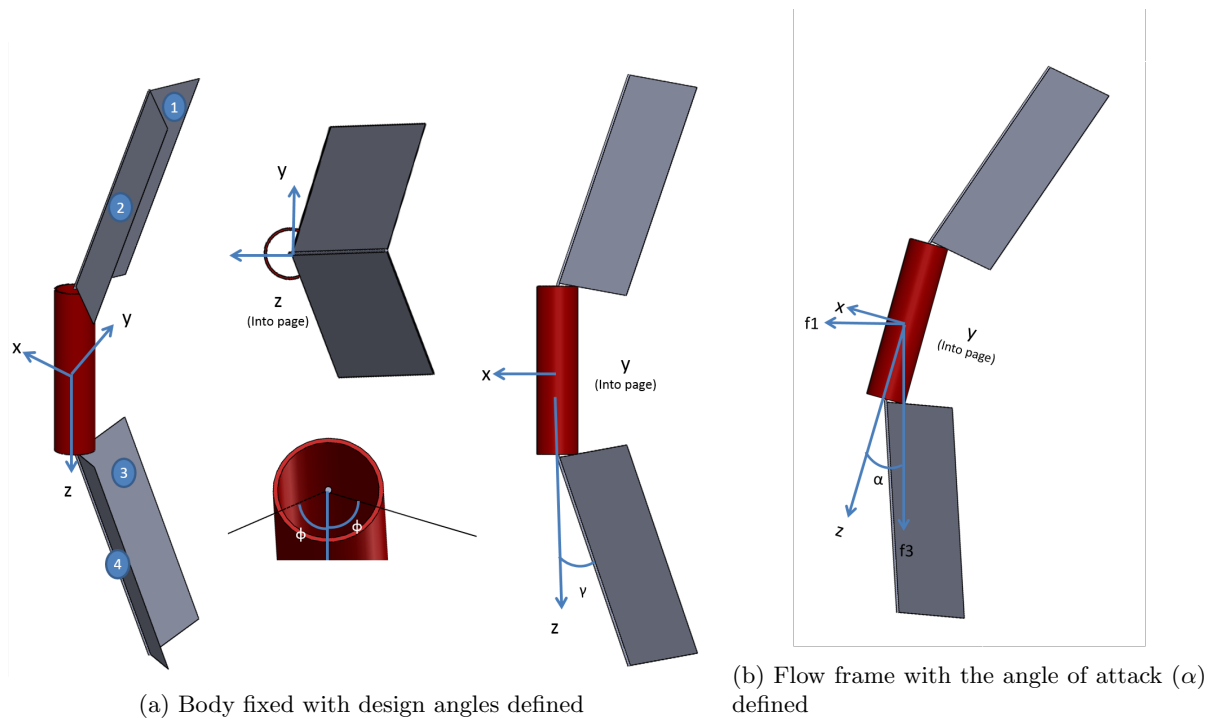 1
2
y
x
z
3
4
y
z
(Into page)
ϕ
ϕ
x
y
(Into page)
γ
z
x
f1
y
(Into page)
α
z
f3
(a) Body fixed with design angles defined
(b) Flow frame with the angle of attack (α)
defined